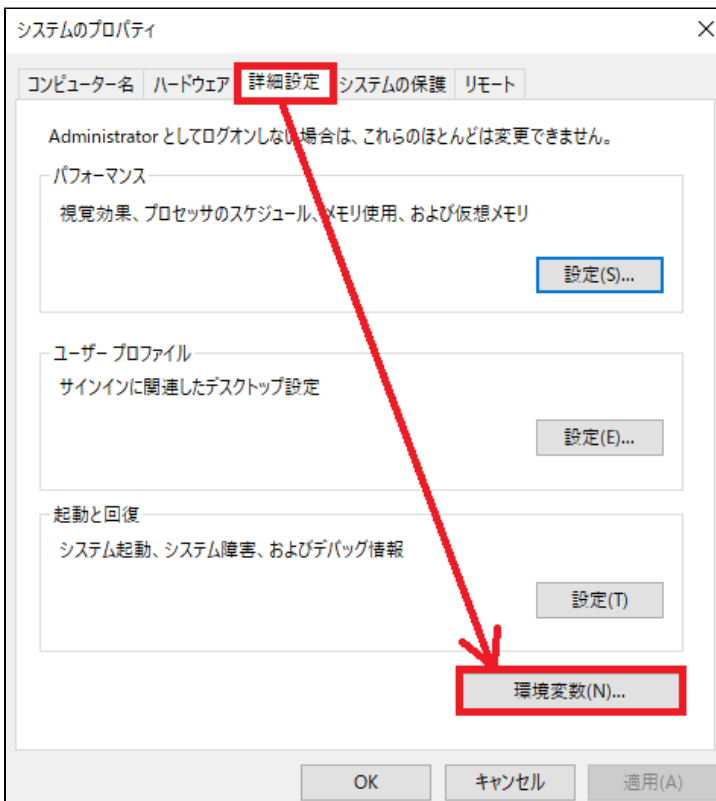 システムのプロパティ
コンピューター名 ハードウェア 詳細設定 システムの保護 リモート
Administrator としてログオンしない場合は、これらのほとんどは変更できません。
パフォーマンス
視覚効果、プロセッサのスケジュール、メモリ使用、および仮想メモリ
設定(S)...
ユーザー プロファイル
サインインに関連したデスクトップ設定
設定(E)...
起動と回復
システム起動、システム障害、およびデバッグ情報
設定(T)
環境変数(N)...
OK キャンセル 適用(A)